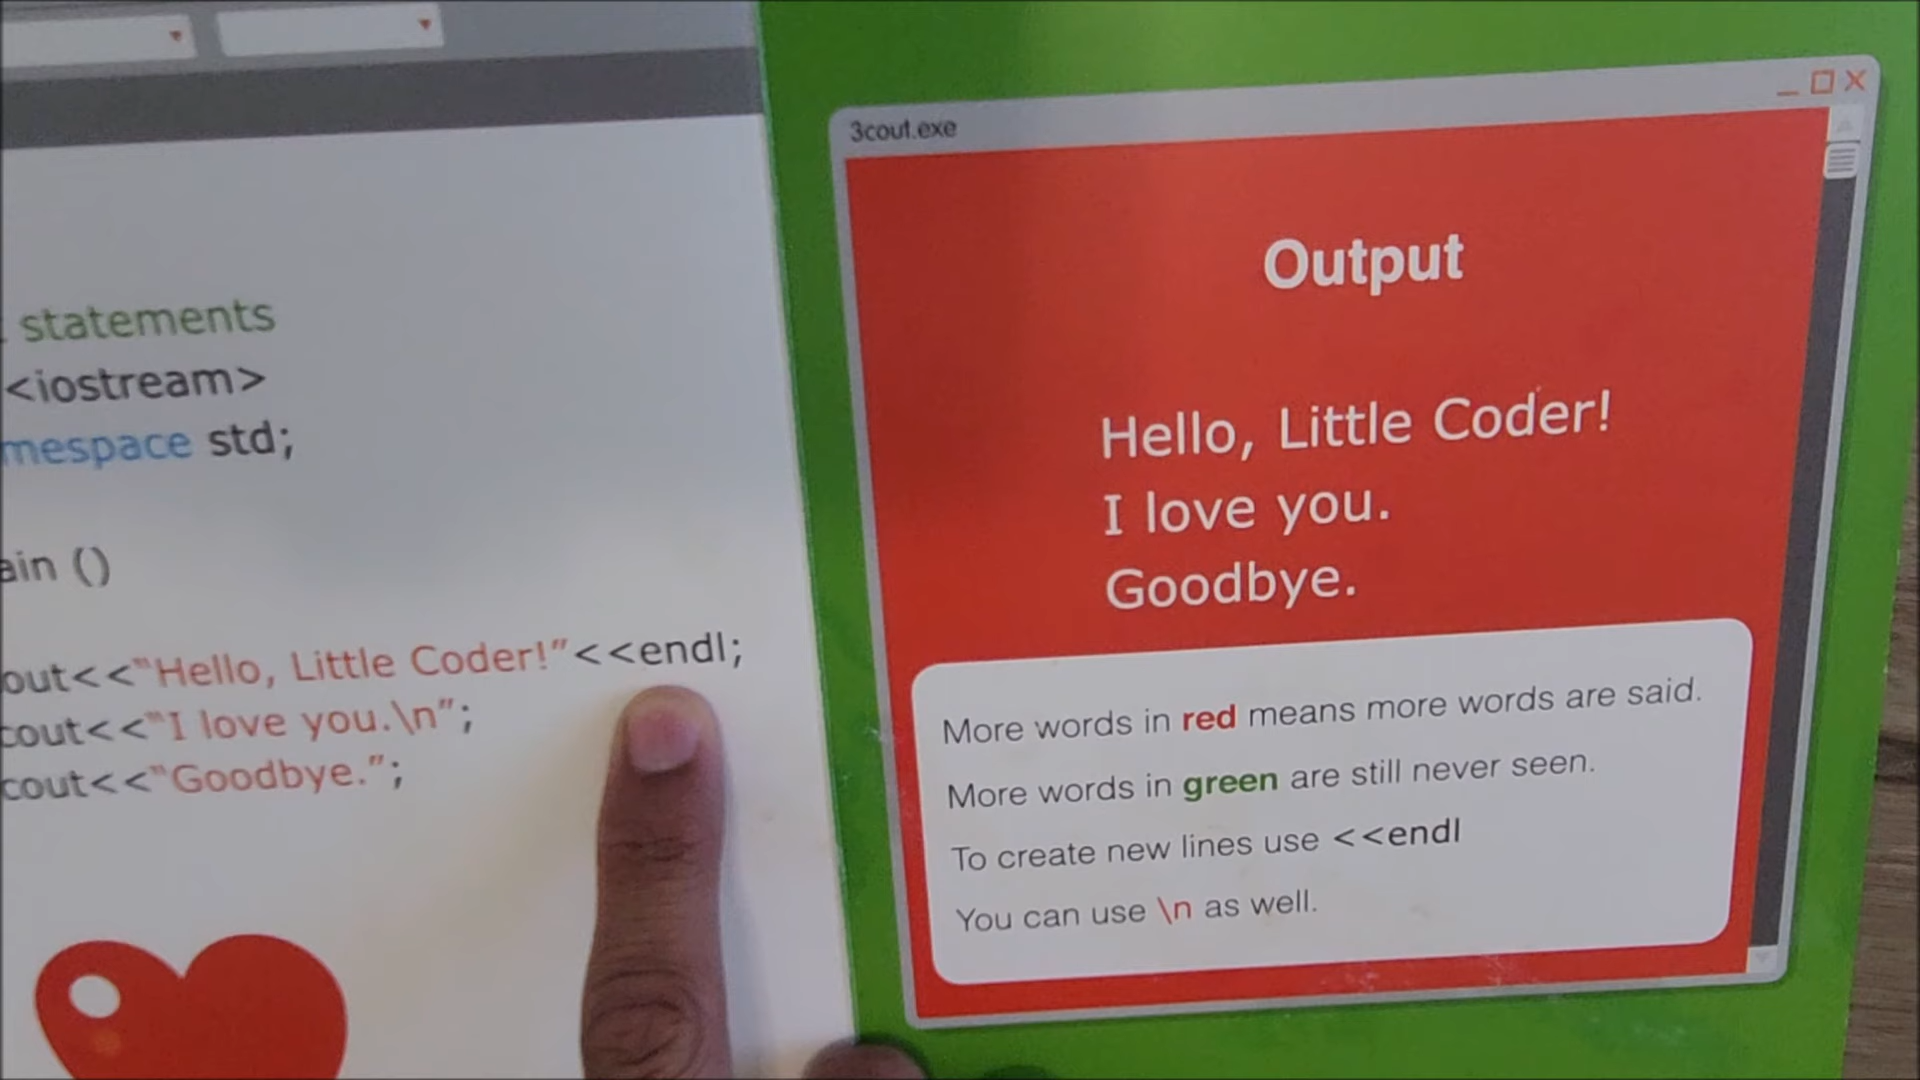 statements
<iostream>
mespace std;
ain ()
out<<"Hello, Little Coder!"<<endl;
cout<<"I love you.\n";
cout<<"Goodbye.";
3cout.exe
Output
Hello, Little Coder!
I love you.
Goodbye.
More words in red means more words are said.
More words in green are still never seen.
To create new lines use <<endl
You can use \n as well.